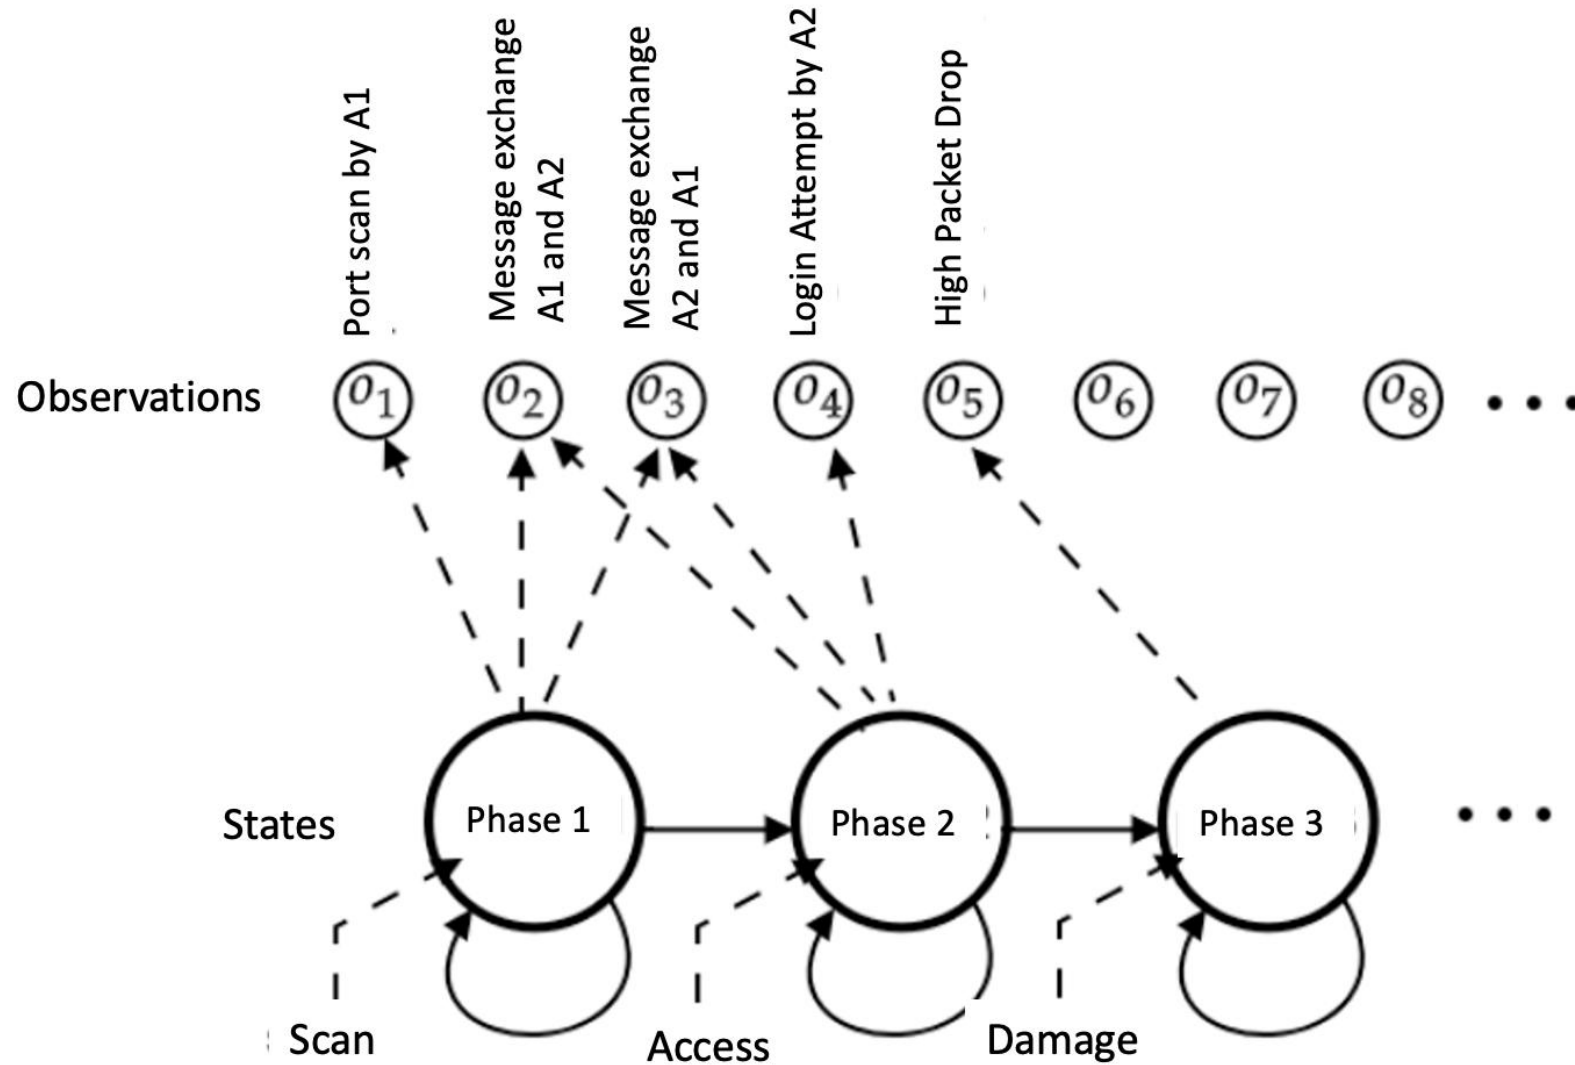 Port scan by A1
Message exchange
A1 and A2
Message exchange
A2 and A1
Login Attempt by A2
High Packet Drop
Observations
o1
o2
o3
o4
o5
o6
o7
o8
...
States
Phase 1
Phase 2
Phase 3
...
Scan
Access
Damage